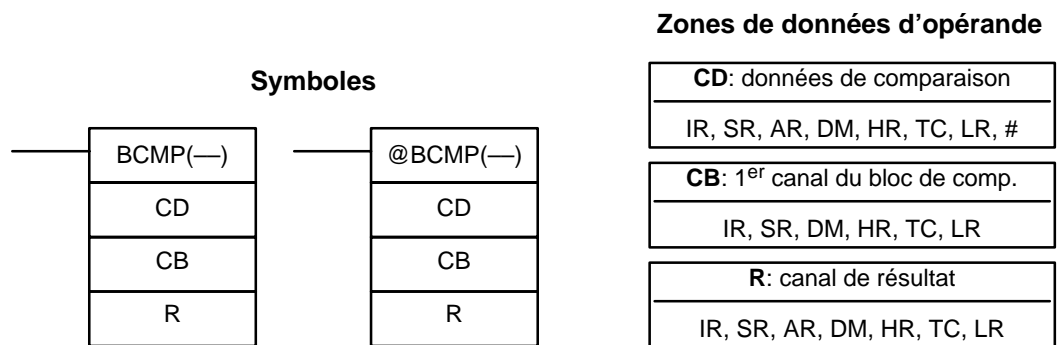 Symboles
BCMP(––)
CD
CB
R
@BCMP(––)
CD
CB
R
Zones de données d’opérande
CD: données de comparaison
IR, SR, AR, DM, HR, TC, LR, #
CB: 1er canal du bloc de comp.
IR, SR, DM, HR, TC, LR
R: canal de résultat
IR, SR, AR, DM, HR, TC, LR